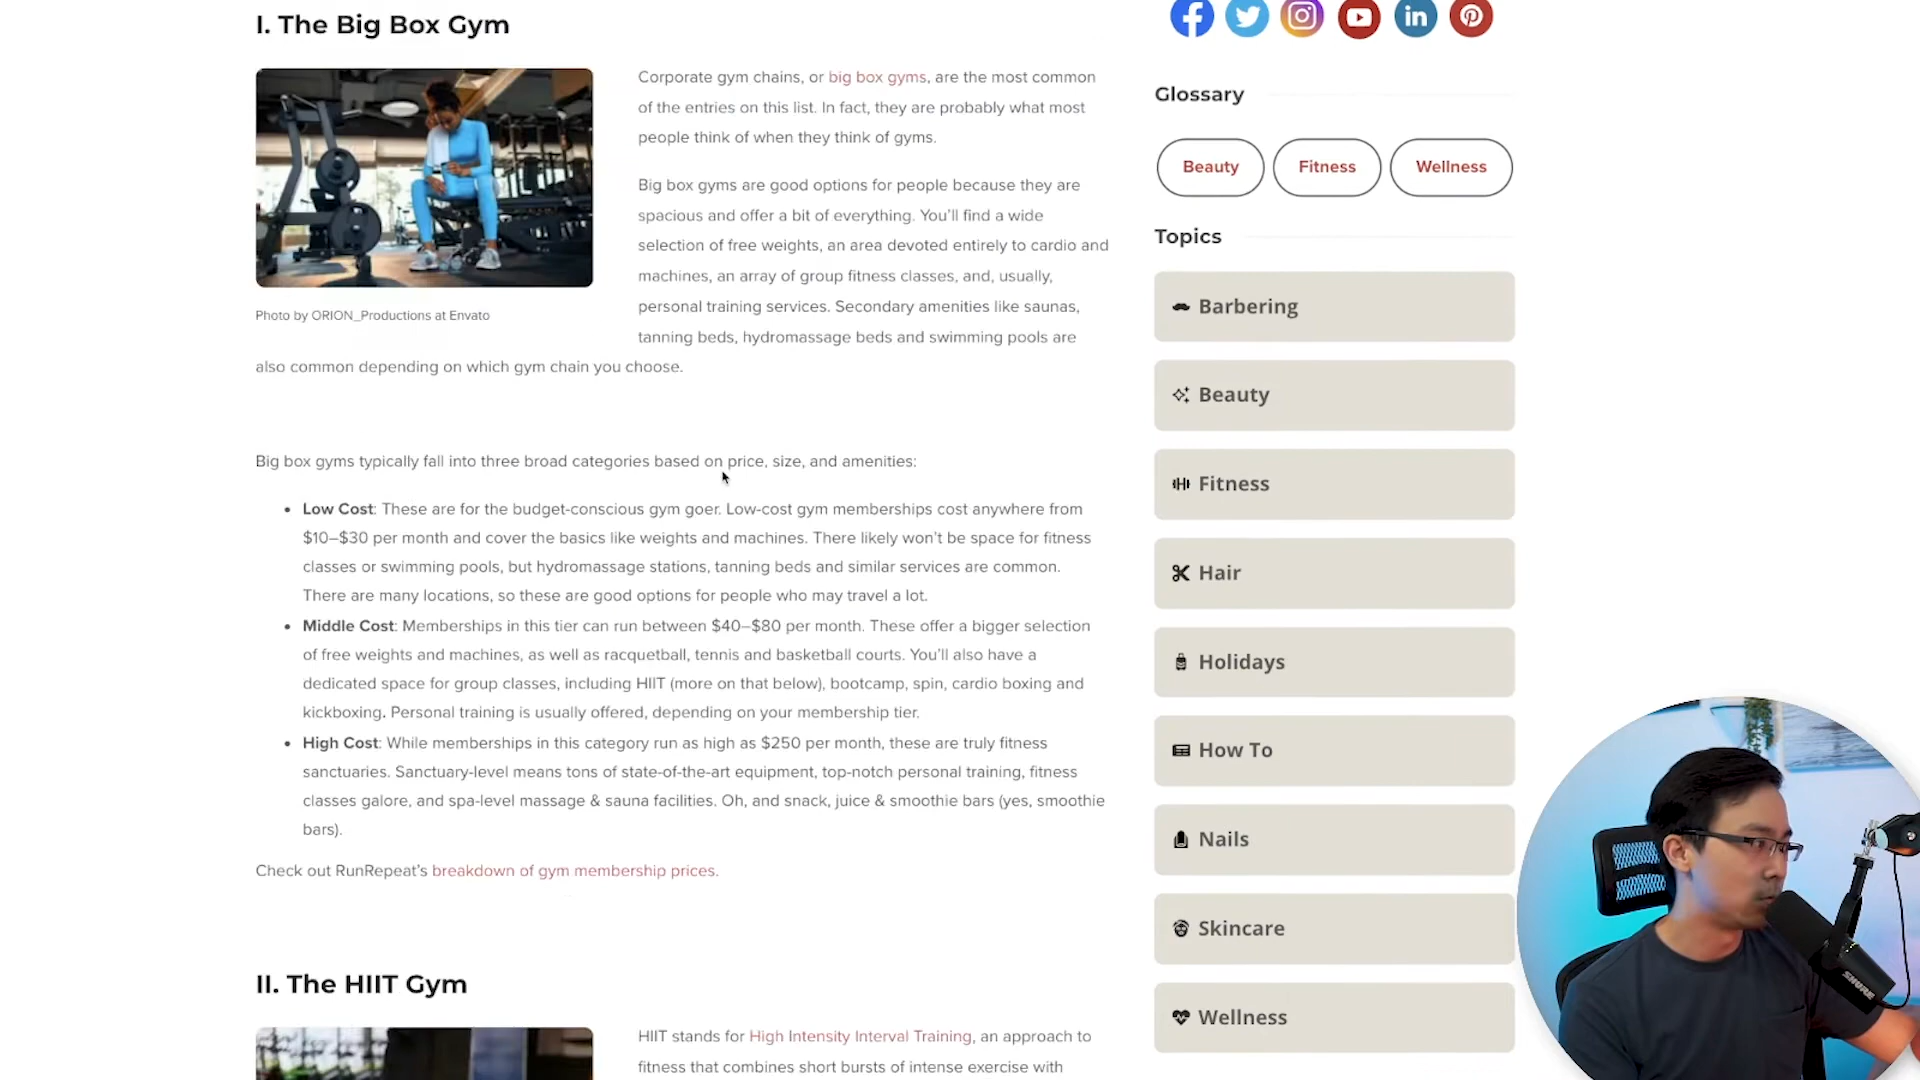 I. The Big Box Gym
Corporate gym chains, or big box gyms, are the most common
of the entries on this list. In fact, they are probably what most
people think of when they think of gyms.
Big box gyms are good options for people because they are
spacious and offer a bit of everything. You'll find a wide
selection of free weights, an area devoted entirely to cardio and
machines, an array of group fitness classes, and, usually,
personal training services. Secondary amenities like saunas,
tanning beds, hydromassage beds and swimming pools are
also common depending on which gym chain you choose.
Photo by ORION_Productions at Envato
Big box gyms typically fall into three broad categories based on price, size, and amenities:
• Low Cost: These are for the budget-conscious gym goer. Low-cost gym memberships cost anywhere from
$10–$30 per month and cover the basics like weights and machines. There likely won't be space for fitness
classes or swimming pools, but hydromassage stations, tanning beds and similar services are common.
There are many locations, so these are good options for people who may travel a lot.
• Middle Cost: Memberships in this tier can run between $40–$80 per month. These offer a bigger selection
of free weights and machines, as well as racquetball, tennis and basketball courts. You'll also have a
dedicated space for group classes, including HIIT (more on that below), bootcamp, spin, cardio boxing and
kickboxing. Personal training is usually offered, depending on your membership tier.
• High Cost: While memberships in this category run as high as $250 per month, these are truly fitness
sanctuaries. Sanctuary-level means tons of state-of-the-art equipment, top-notch personal training, fitness
classes galore, and spa-level massage & sauna facilities. Oh, and snack, juice & smoothie bars (yes, smoothie
bars).
Check out RunRepeat's breakdown of gym membership prices.
II. The HIIT Gym
HIIT stands for High Intensity Interval Training, an approach to
fitness that combines short bursts of intense exercise with
Glossary
Beauty
Fitness
Wellness
Topics
Barbering
Beauty
Fitness
Hair
Holidays
How To
Nails
Skincare
Wellness
SHURE